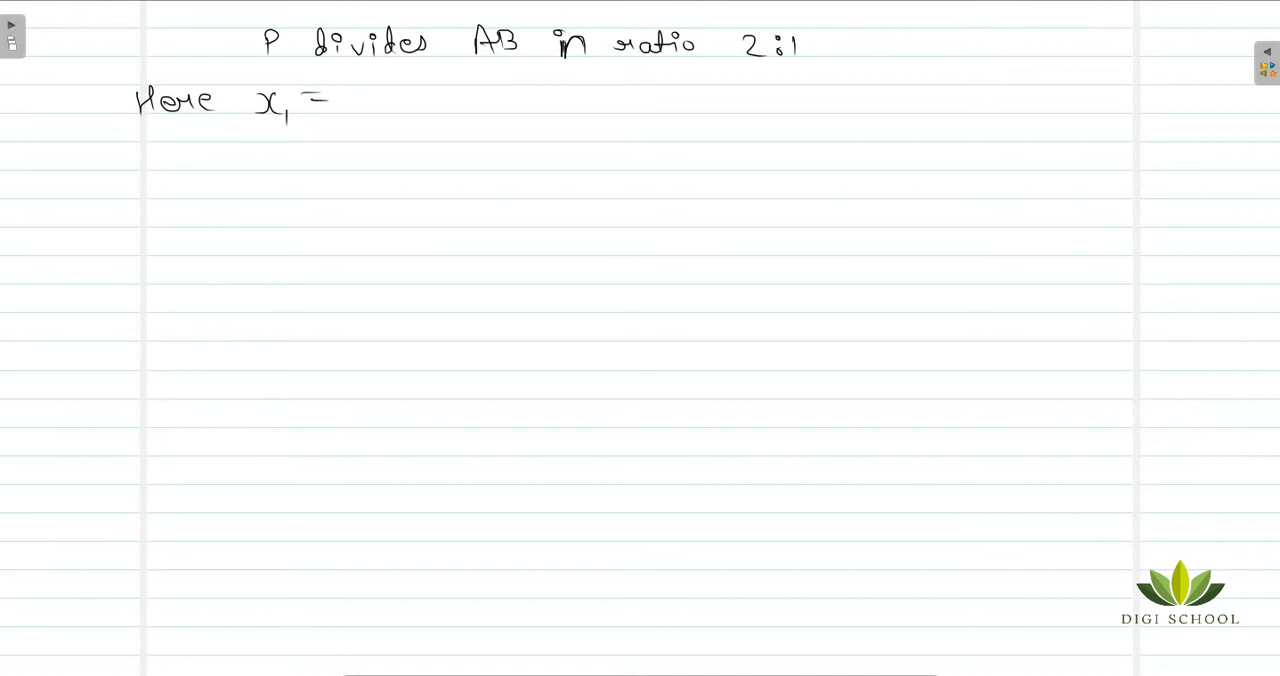 P divides AB in ratio 2:1
Here x₁ =
DIGI SCHOOL